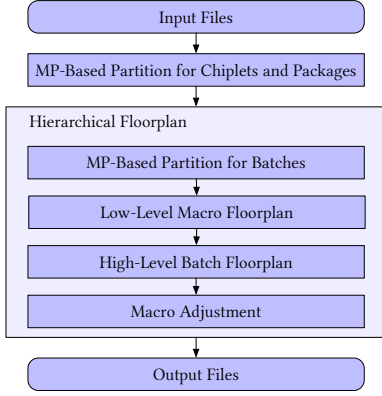 Input Files
MP-Based Partition for Chiplets and Packages
Hierarchical Floorplan
MP-Based Partition for Batches
Low-Level Macro Floorplan
High-Level Batch Floorplan
Macro Adjustment
Output Files